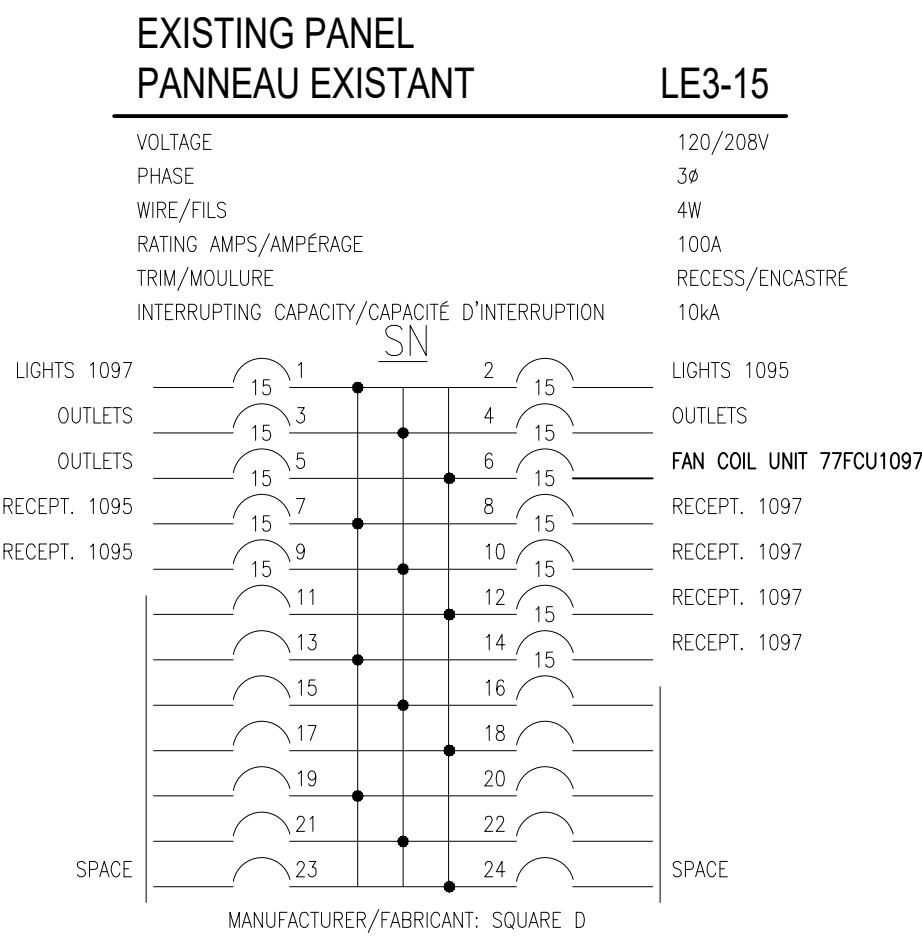 EXISTING PANEL
PANNEAU EXISTANT LE3-15
VOLTAGE 120/208V
PHASE 3ø
WIRE/FILS 4W
RATING AMPS/AMPÉRAGE 100A
TRIM/MOULURE RECESS/ENCASTRÉ
INTERRUPTING CAPACITY/CAPACITÉ D'INTERRUPTION 10kA
SN
LIGHTS 1097 15 1 2 15 LIGHTS 1095
OUTLETS 15 3 4 15 OUTLETS
OUTLETS 15 5 6 15 FAN COIL UNIT 77FCU1097
RECEPT. 1095 15 7 8 15 RECEPT. 1097
RECEPT. 1095 15 9 10 15 RECEPT. 1097
11 12 15 RECEPT. 1097
13 14 15 RECEPT. 1097
15 16
17 18
19 20
21 22
SPACE 23 24 SPACE
MANUFACTURER/FABRICANT: SQUARE D